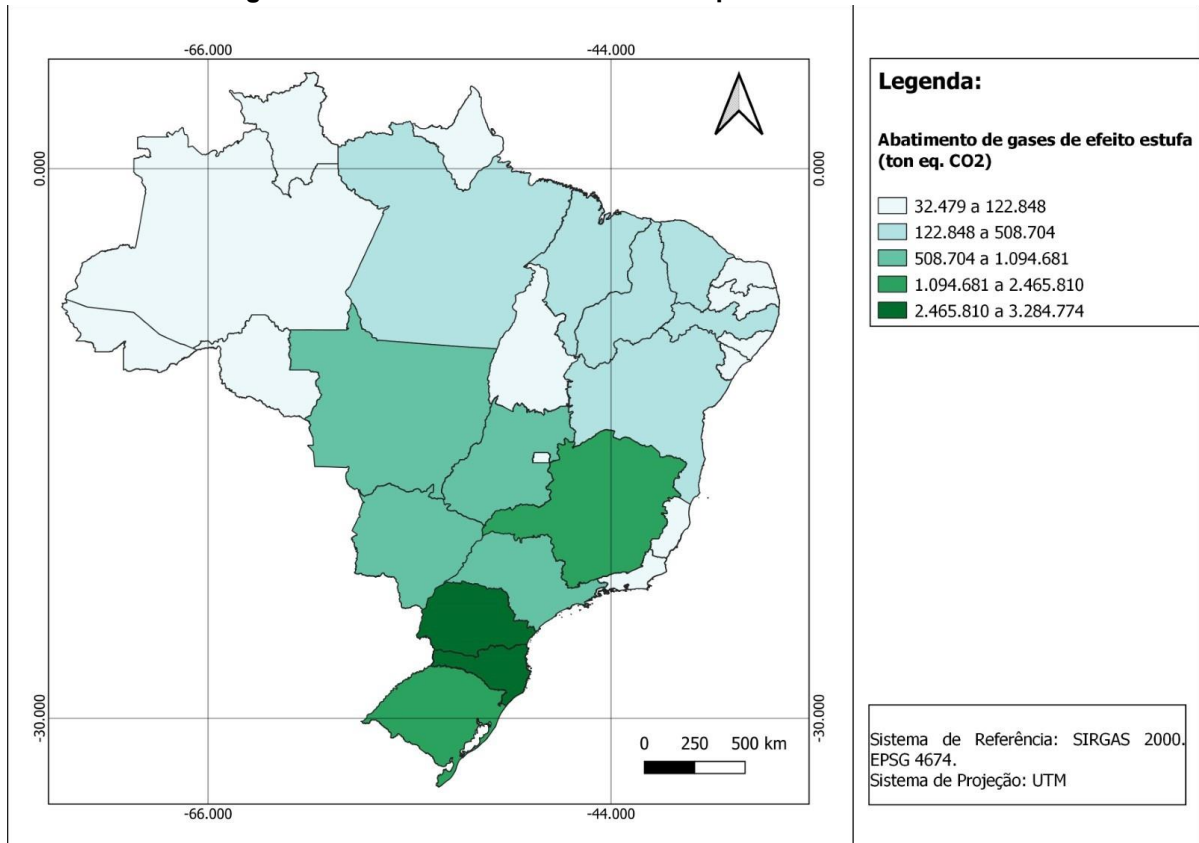 -66.000
-44.000
0.000
0.000
-30.000
-30.000
0 250 500 km
-66.000
-44.000
Legenda:
Abatimento de gases de efeito estufa
(ton eq. CO2)
32.479 a 122.848
122.848 a 508.704
508.704 a 1.094.681
1.094.681 a 2.465.810
2.465.810 a 3.284.774
Sistema de Referência: SIRGAS 2000.
EPSG 4674.
Sistema de Projeção: UTM